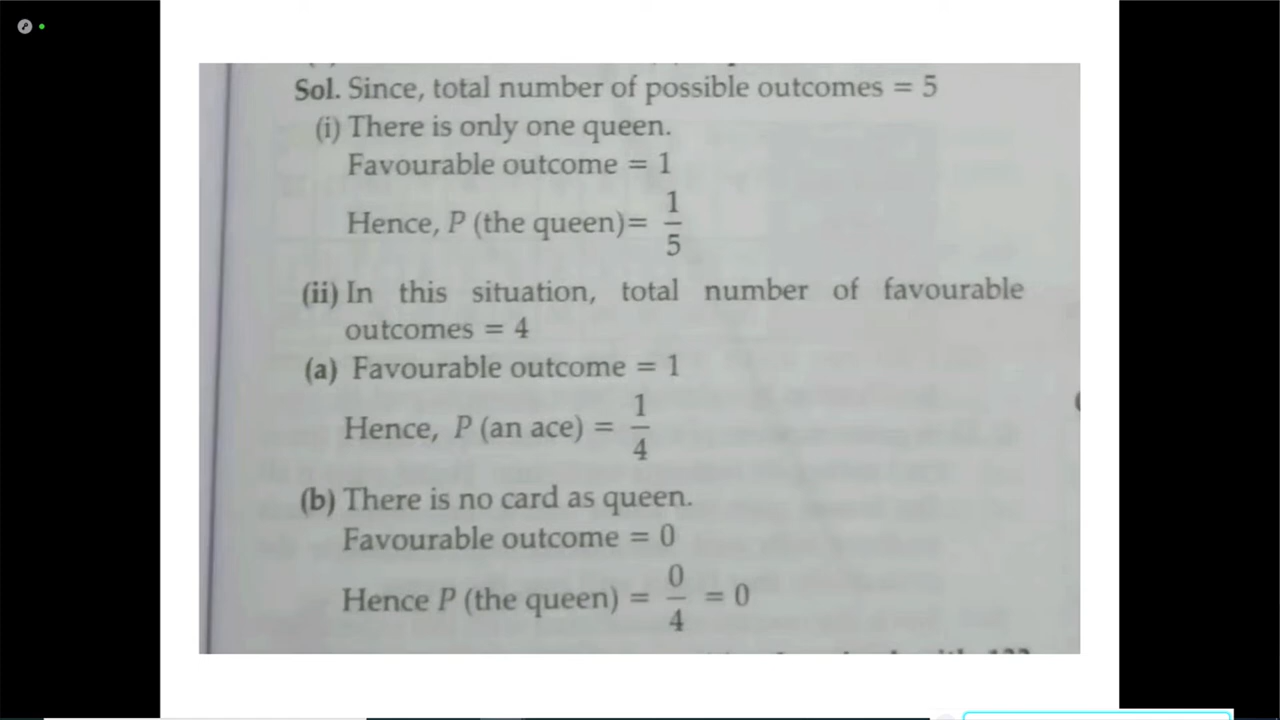 Sol. Since, total number of possible outcomes = 5
(i) There is only one queen.
Favourable outcome = 1
Hence, P (the queen)= 1/5
(ii) In this situation, total number of favourable
outcomes = 4
(a) Favourable outcome = 1
Hence, P (an ace) = 1/4
(b) There is no card as queen.
Favourable outcome = 0
Hence P (the queen) = 0/4 = 0